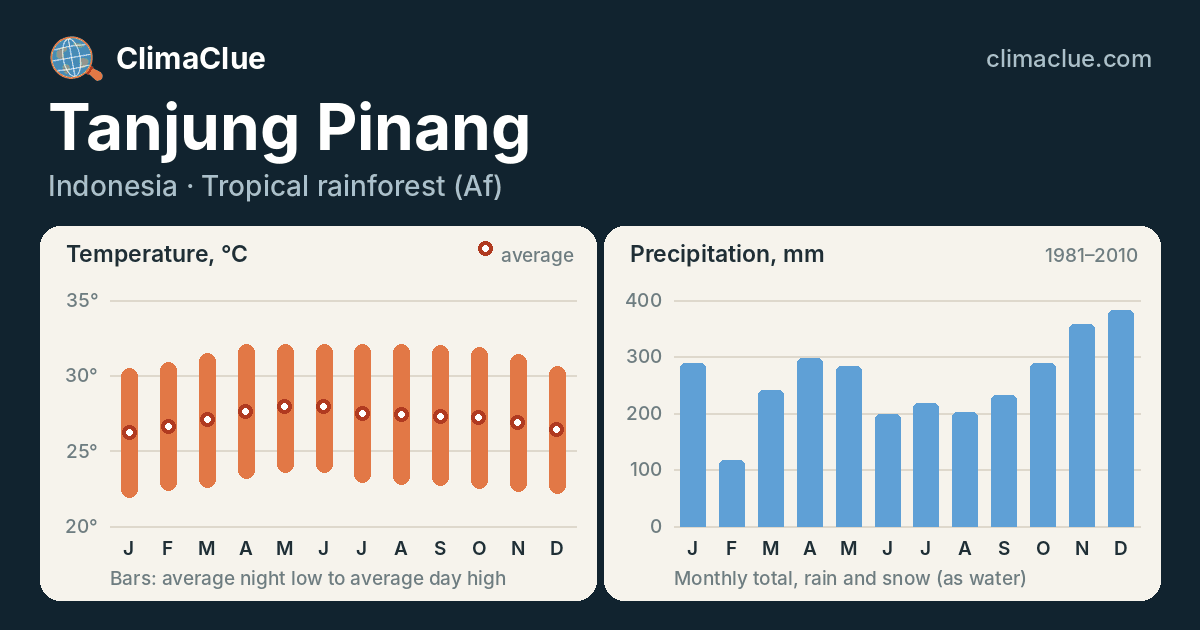 ClimaClue
climaclue.com
Tanjung Pinang
Indonesia · Tropical rainforest (Af)
Temperature, °C
average
35°
30°
25°
20°
J F M A M J J A S O N D
Bars: average night low to average day high
Precipitation, mm
1981–2010
400
300
200
100
0
J F M A M J J A S O N D
Monthly total, rain and snow (as water)